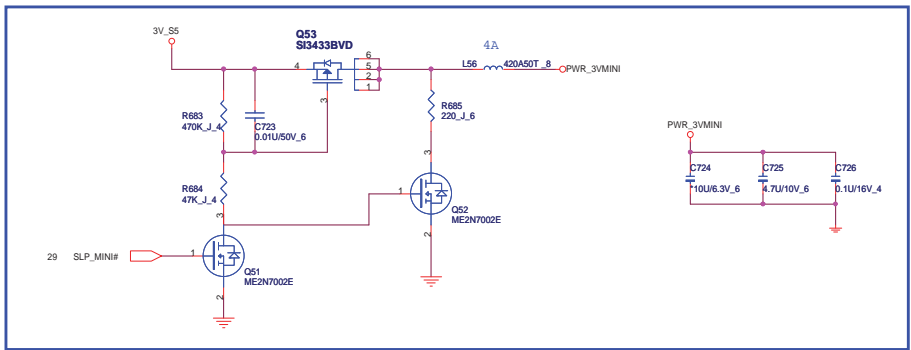 3V_S5
Q53
SI3433BVD
4A
4
6
5
2
1
3
L56
420A50T_8
PWR_3VMINI
R683
470K_J_4
C723
0.01U/50V_6
R685
220_J_6
R684
47K_J_4
3
1
Q52
ME2N7002E
2
3
29
SLP_MINI#
1
Q51
ME2N7002E
2
PWR_3VMINI
C724
*10U/6.3V_6
C725
4.7U/10V_6
C726
0.1U/16V_4